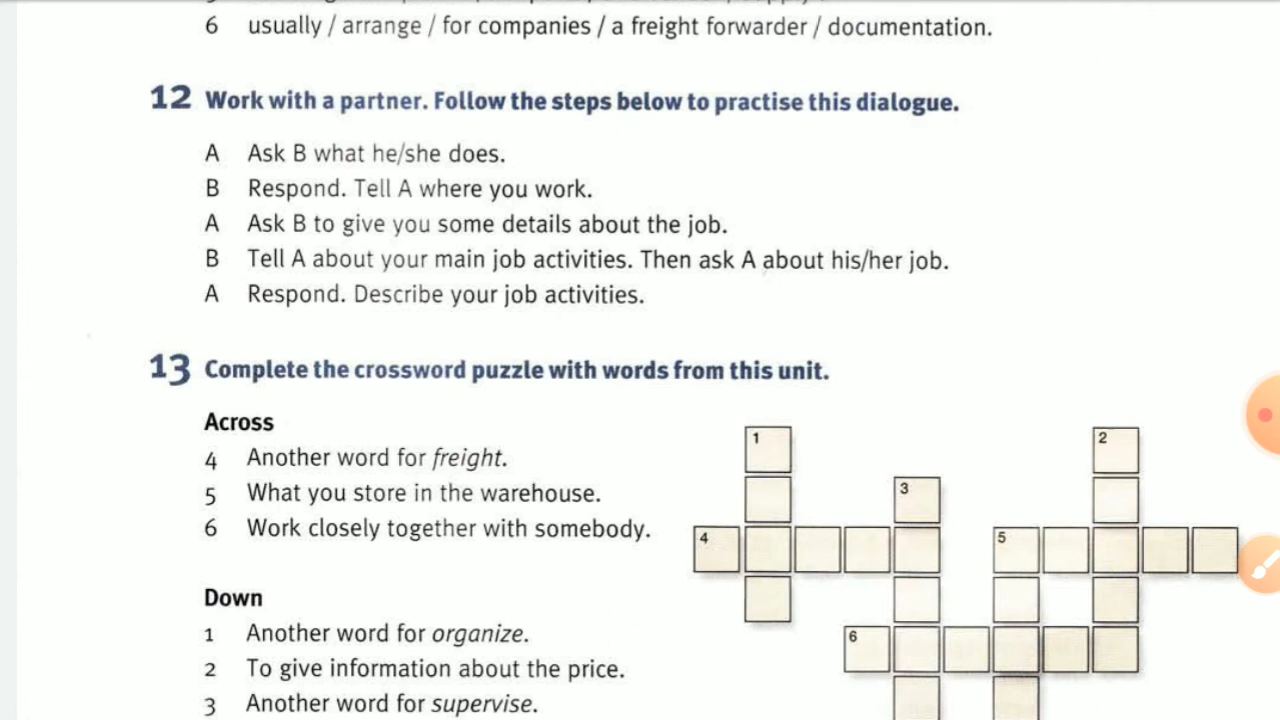 6 usually / arrange / for companies / a freight forwarder / documentation.
12 Work with a partner. Follow the steps below to practise this dialogue.
A Ask B what he/she does.
B Respond. Tell A where you work.
A Ask B to give you some details about the job.
B Tell A about your main job activities. Then ask A about his/her job.
A Respond. Describe your job activities.
13 Complete the crossword puzzle with words from this unit.
Across
4 Another word for freight.
5 What you store in the warehouse.
6 Work closely together with somebody.
Down
1 Another word for organize.
2 To give information about the price.
3 Another word for supervise.
1
2
3
4
5
6